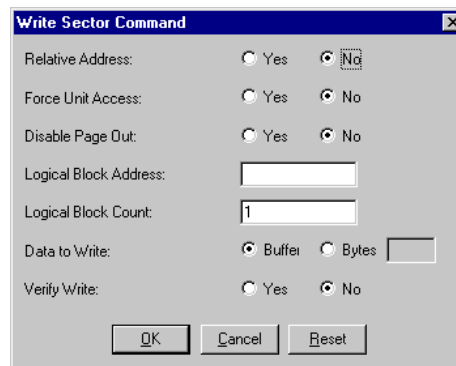 Write Sector Command
Relative Address: Yes No
Force Unit Access: Yes No
Disable Page Out: Yes No
Logical Block Address:
Logical Block Count: 1
Data to Write: Buffer Bytes
Verify Write: Yes No
OK Cancel Reset